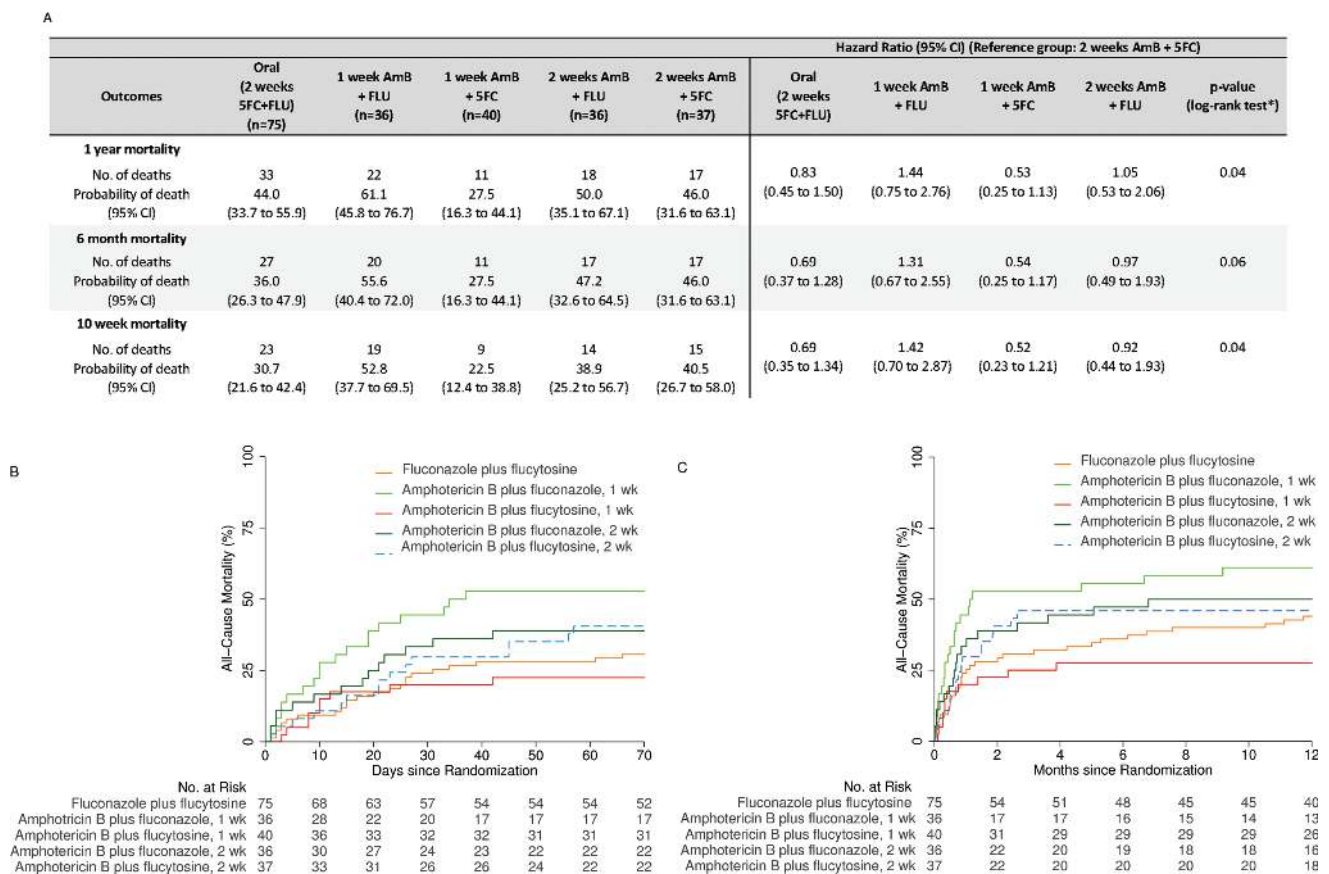 A
Hazard Ratio (95% CI) (Reference group: 2 weeks AmB + 5FC)
Outcomes
Oral (2 weeks 5FC+FLU) (n=75)
1 week AmB + FLU (n=36)
1 week AmB + 5FC (n=40)
2 weeks AmB + FLU (n=36)
2 weeks AmB + 5FC (n=37)
Oral (2 weeks 5FC+FLU)
1 week AmB + FLU
1 week AmB + 5FC
2 weeks AmB + FLU
p-value (log-rank test*)
1 year mortality
No. of deaths 33 22 11 18 17
Probability of death 44.0 61.1 27.5 50.0 46.0
(95% CI) (33.7 to 55.9) (45.8 to 76.7) (16.3 to 44.1) (35.1 to 67.1) (31.6 to 63.1)
0.83 1.44 0.53 1.05 0.04
(0.45 to 1.50) (0.75 to 2.76) (0.25 to 1.13) (0.53 to 2.06)
6 month mortality
No. of deaths 27 20 11 17 17
Probability of death 36.0 55.6 27.5 47.2 46.0
(95% CI) (26.3 to 47.9) (40.4 to 72.0) (16.3 to 44.1) (32.6 to 64.5) (31.6 to 63.1)
0.69 1.31 0.54 0.97 0.06
(0.37 to 1.28) (0.67 to 2.55) (0.25 to 1.17) (0.49 to 1.93)
10 week mortality
No. of deaths 23 19 9 14 15
Probability of death 30.7 52.8 22.5 38.9 40.5
(95% CI) (21.6 to 42.4) (37.7 to 69.5) (12.4 to 38.8) (25.2 to 56.7) (26.7 to 58.0)
0.69 1.42 0.52 0.92 0.04
(0.35 to 1.34) (0.70 to 2.87) (0.23 to 1.21) (0.44 to 1.93)
B
All-Cause Mortality (%)
100
75
50
25
0
Fluconazole plus flucytosine
Amphotericin B plus fluconazole, 1 wk
Amphotericin B plus flucytosine, 1 wk
Amphotericin B plus fluconazole, 2 wk
Amphotericin B plus flucytosine, 2 wk
0 10 20 30 40 50 60 70
Days since Randomization
No. at Risk
Fluconazole plus flucytosine 75 68 63 57 54 54 54 52
Amphotricin B plus fluconazole, 1 wk 36 28 22 20 17 17 17 17
Amphotericin B plus flucytosine, 1 wk 40 36 33 32 32 31 31 31
Amphotericin B plus fluconazole, 2 wk 36 30 27 24 23 22 22 22
Amphotericin B plus flucytosine, 2 wk 37 33 31 26 26 24 22 22
C
All-Cause Mortality (%)
100
75
50
25
0
Fluconazole plus flucytosine
Amphotericin B plus fluconazole, 1 wk
Amphotericin B plus flucytosine, 1 wk
Amphotericin B plus fluconazole, 2 wk
Amphotericin B plus flucytosine, 2 wk
0 2 4 6 8 10 12
Months since Randomization
No. at Risk
Fluconazole plus flucytosine 75 54 51 48 45 45 40
Amphotericin B plus fluconazole, 1 wk 36 17 17 16 15 14 13
Amphotericin B plus flucytosine, 1 wk 40 31 29 29 29 29 26
Amphotericin B plus fluconazole, 2 wk 36 22 20 19 18 18 16
Amphotericin B plus flucytosine, 2 wk 37 22 20 20 20 20 18